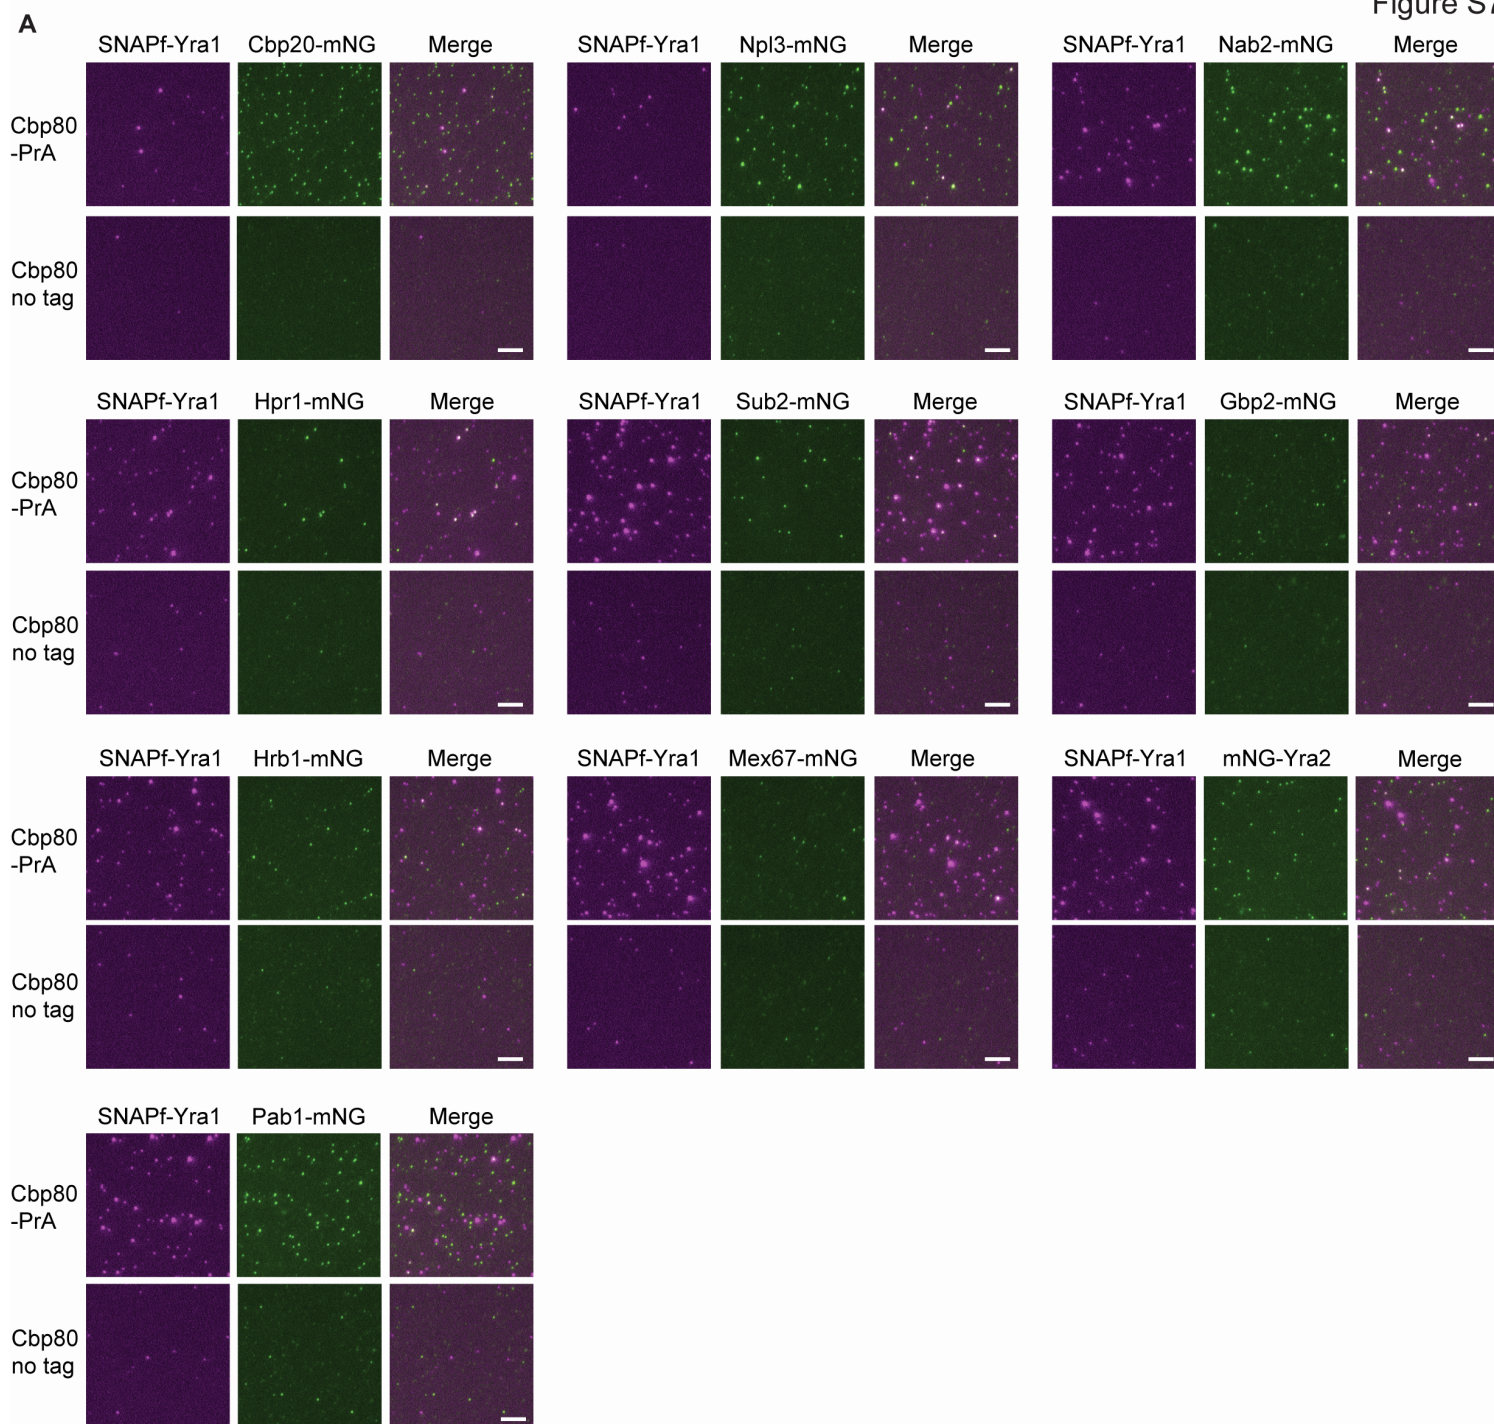 Figure S7
A
SNAPf-Yra1 Cbp20-mNG Merge SNAPf-Yra1 Npl3-mNG Merge SNAPf-Yra1 Nab2-mNG Merge
Cbp80
-PrA
Cbp80
no tag
SNAPf-Yra1 Hpr1-mNG Merge SNAPf-Yra1 Sub2-mNG Merge SNAPf-Yra1 Gbp2-mNG Merge
Cbp80
-PrA
Cbp80
no tag
SNAPf-Yra1 Hrb1-mNG Merge SNAPf-Yra1 Mex67-mNG Merge SNAPf-Yra1 mNG-Yra2 Merge
Cbp80
-PrA
Cbp80
no tag
SNAPf-Yra1 Pab1-mNG Merge
Cbp80
-PrA
Cbp80
no tag